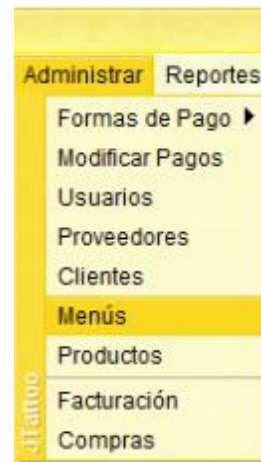 Administrar Reportes
Formas de Pago
Modificar Pagos
Usuarios
Proveedores
Clientes
Menús
Productos
Facturación
Compras
JTattoo